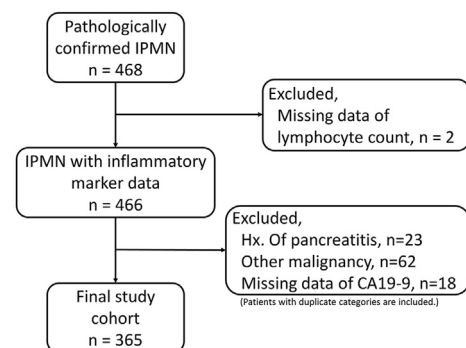 Pathologically
confirmed IPMN
n = 468
Excluded,
Missing data of
lymphocyte count, n = 2
IPMN with inflammatory
marker data
n = 466
Excluded,
Hx. Of pancreatitis, n=23
Other malignancy, n=62
Missing data of CA19-9, n=18
(Patients with duplicate categories are included.)
Final study
cohort
n = 365